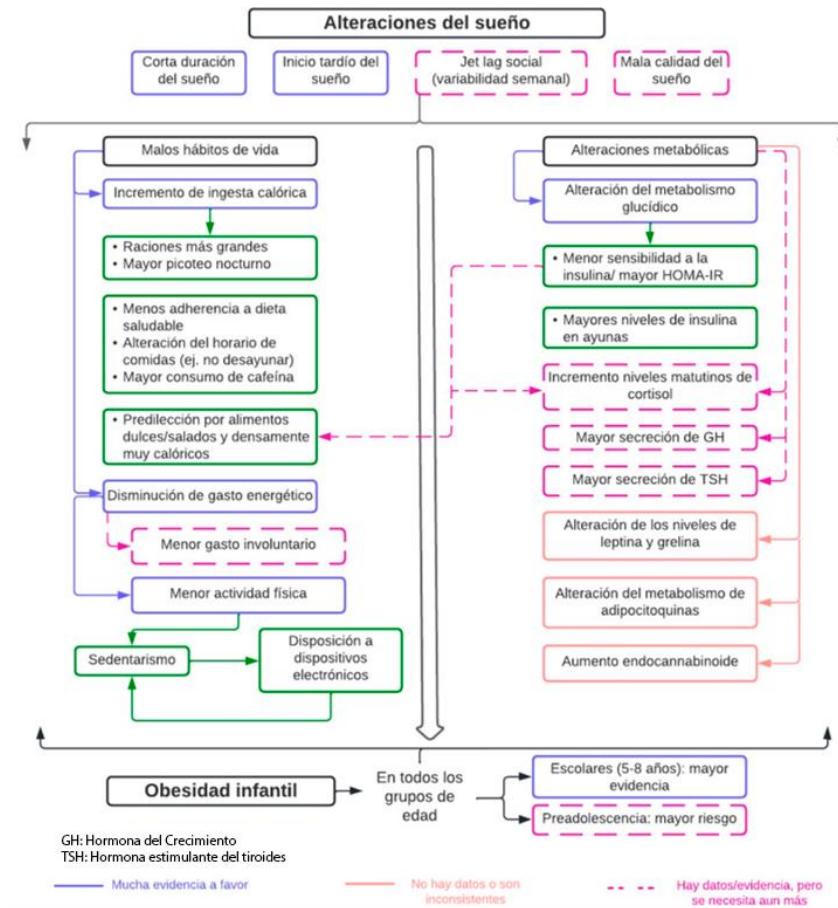 Alteraciones del sueño
Corta duración
del sueño
Inicio tardío del
sueño
Jet lag social
(variabilidad semanal)
Mala calidad del
sueño
Malos hábitos de vida
Incremento de ingesta calórica
• Raciones más grandes
• Mayor picoteo nocturno
• Menos adherencia a dieta
saludable
• Alteración del horario de
comidas (ej. no desayunar)
• Mayor consumo de cafeína
• Predilección por alimentos
dulces/salados y densamente
muy calóricos
Disminución de gasto energético
Menor gasto involuntario
Menor actividad física
Sedentarismo
Disposición a
dispositivos
electrónicos
Alteraciones metabólicas
Alteración del metabolismo
glucídico
• Menor sensibilidad a la
insulina/ mayor HOMA-IR
• Mayores niveles de insulina
en ayunas
Incremento niveles matutinos de
cortisol
Mayor secreción de GH
Mayor secreción de TSH
Alteración de los niveles de
leptina y grelina
Alteración del metabolismo de
adipocitoquinas
Aumento endocannabinoide
Obesidad infantil
En todos los
grupos de
edad
Escolares (5-8 años): mayor
evidencia
Preadolescencia: mayor riesgo
GH: Hormona del Crecimiento
TSH: Hormona estimulante del tiroides
Mucha evidencia a favor
No hay datos o son
inconsistentes
Hay datos/evidencia, pero
se necesita aun más